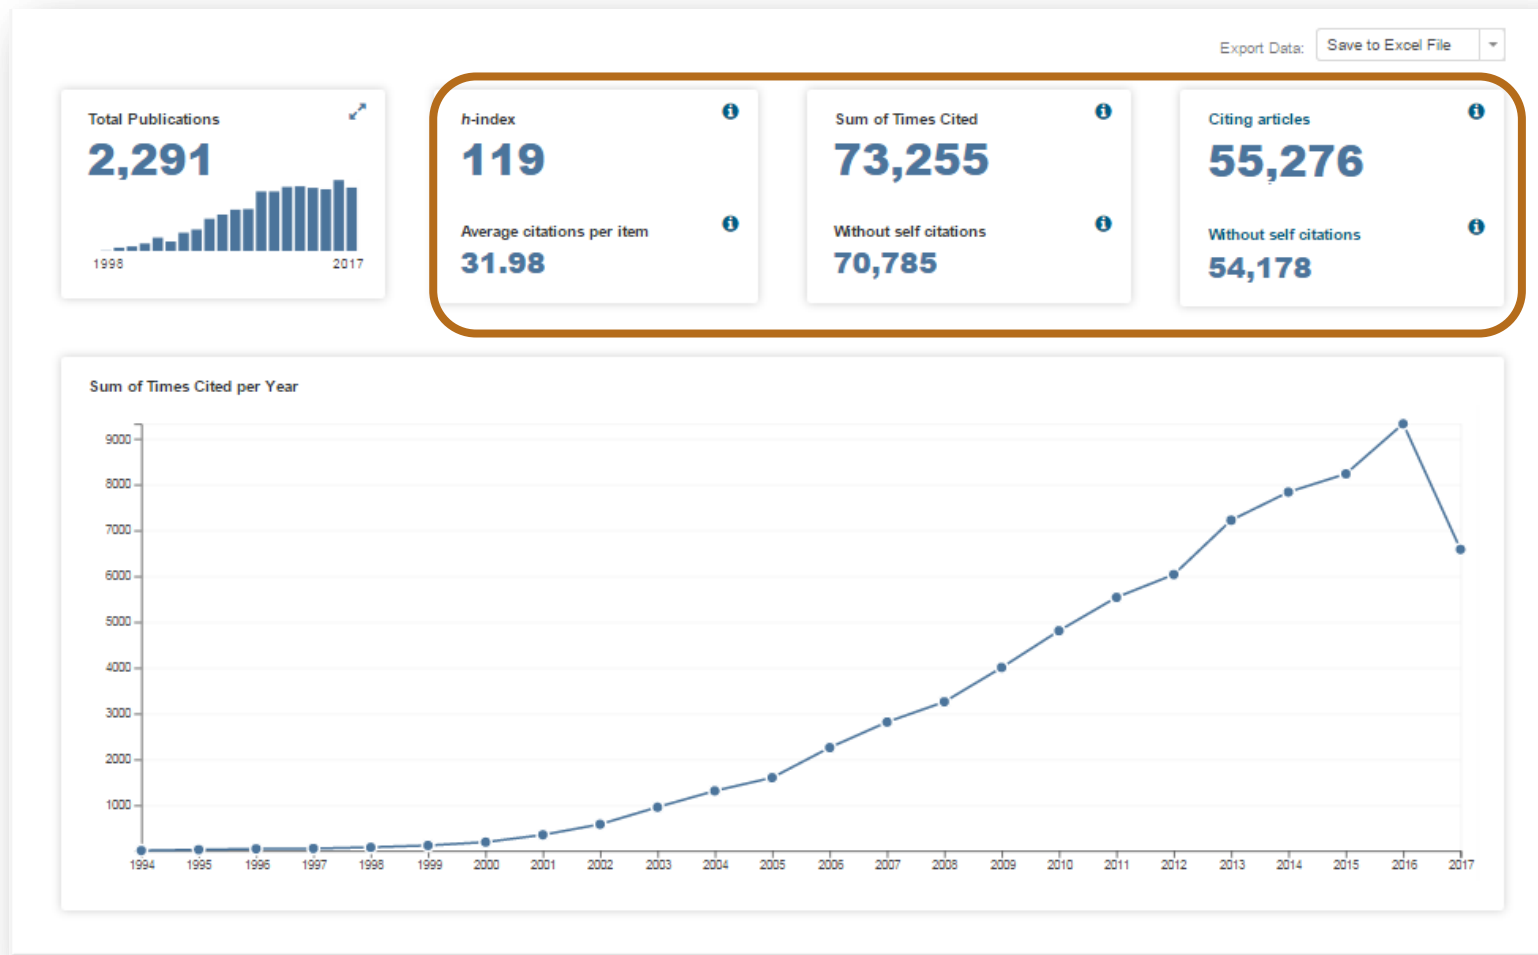 Export Data: Save to Excel File
Total Publications
2,291
1998 2017
h-index
119
Average citations per item
31.98
Sum of Times Cited
73,255
Without self citations
70,785
Citing articles
55,276
Without self citations
54,178
Sum of Times Cited per Year
9000
8000
7000
6000
5000
4000
3000
2000
1000
1994 1995 1996 1997 1998 1999 2000 2001 2002 2003 2004 2005 2006 2007 2008 2009 2010 2011 2012 2013 2014 2015 2016 2017